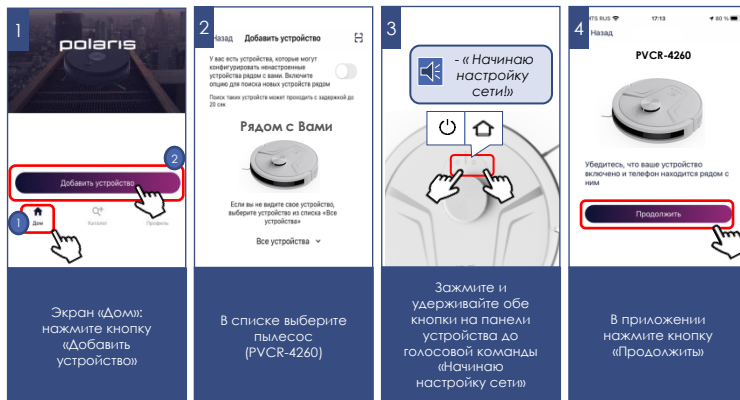 1
polaris
Добавить устройство
2
1
Дом
Каталог
Профиль
Экран «Дом»:
нажмите кнопку
«Добавить
устройство»
2
Назад
Добавить устройство
У вас есть устройства, которые могут
конфигурировать ненастроенные
устройства рядом с вами. Включите
опцию для поиска новых устройств рядом
Поиск таких устройств может проходить с задержкой до
20 сек
Рядом с Вами
Если вы не видите свое устройство,
выберите устройство из списка «Все
устройства»
Все устройства
В списке выберите
пылесос
(PVCR-4260)
3
- « Начинаю
настройку
сети!»
Зажмите и
удерживайте обе
кнопки на панели
устройства до
голосовой команды
«Начинаю
настройку сети»
4
MTS RUS 17:13 80 %
Назад
PVCR-4260
Убедитесь, что ваше устройство
включено и телефон находится рядом с
ним
Продолжить
В приложении
нажмите кнопку
«Продолжить»